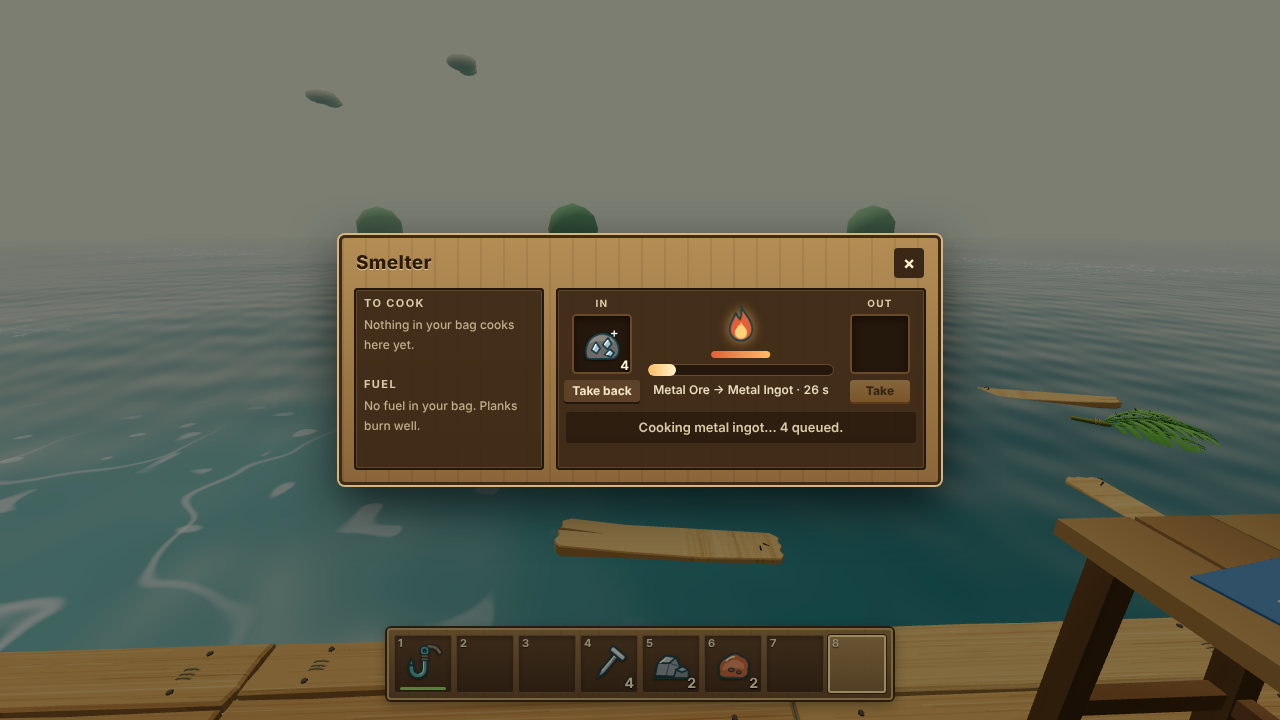 Smelter
×
TO COOK
Nothing in your bag cooks
here yet.
FUEL
No fuel in your bag. Planks
burn well.
IN
4
Take back
Metal Ore → Metal Ingot · 26 s
OUT
Take
Cooking metal ingot... 4 queued.
1 2 3 4 5 6 7 8
4 2 2